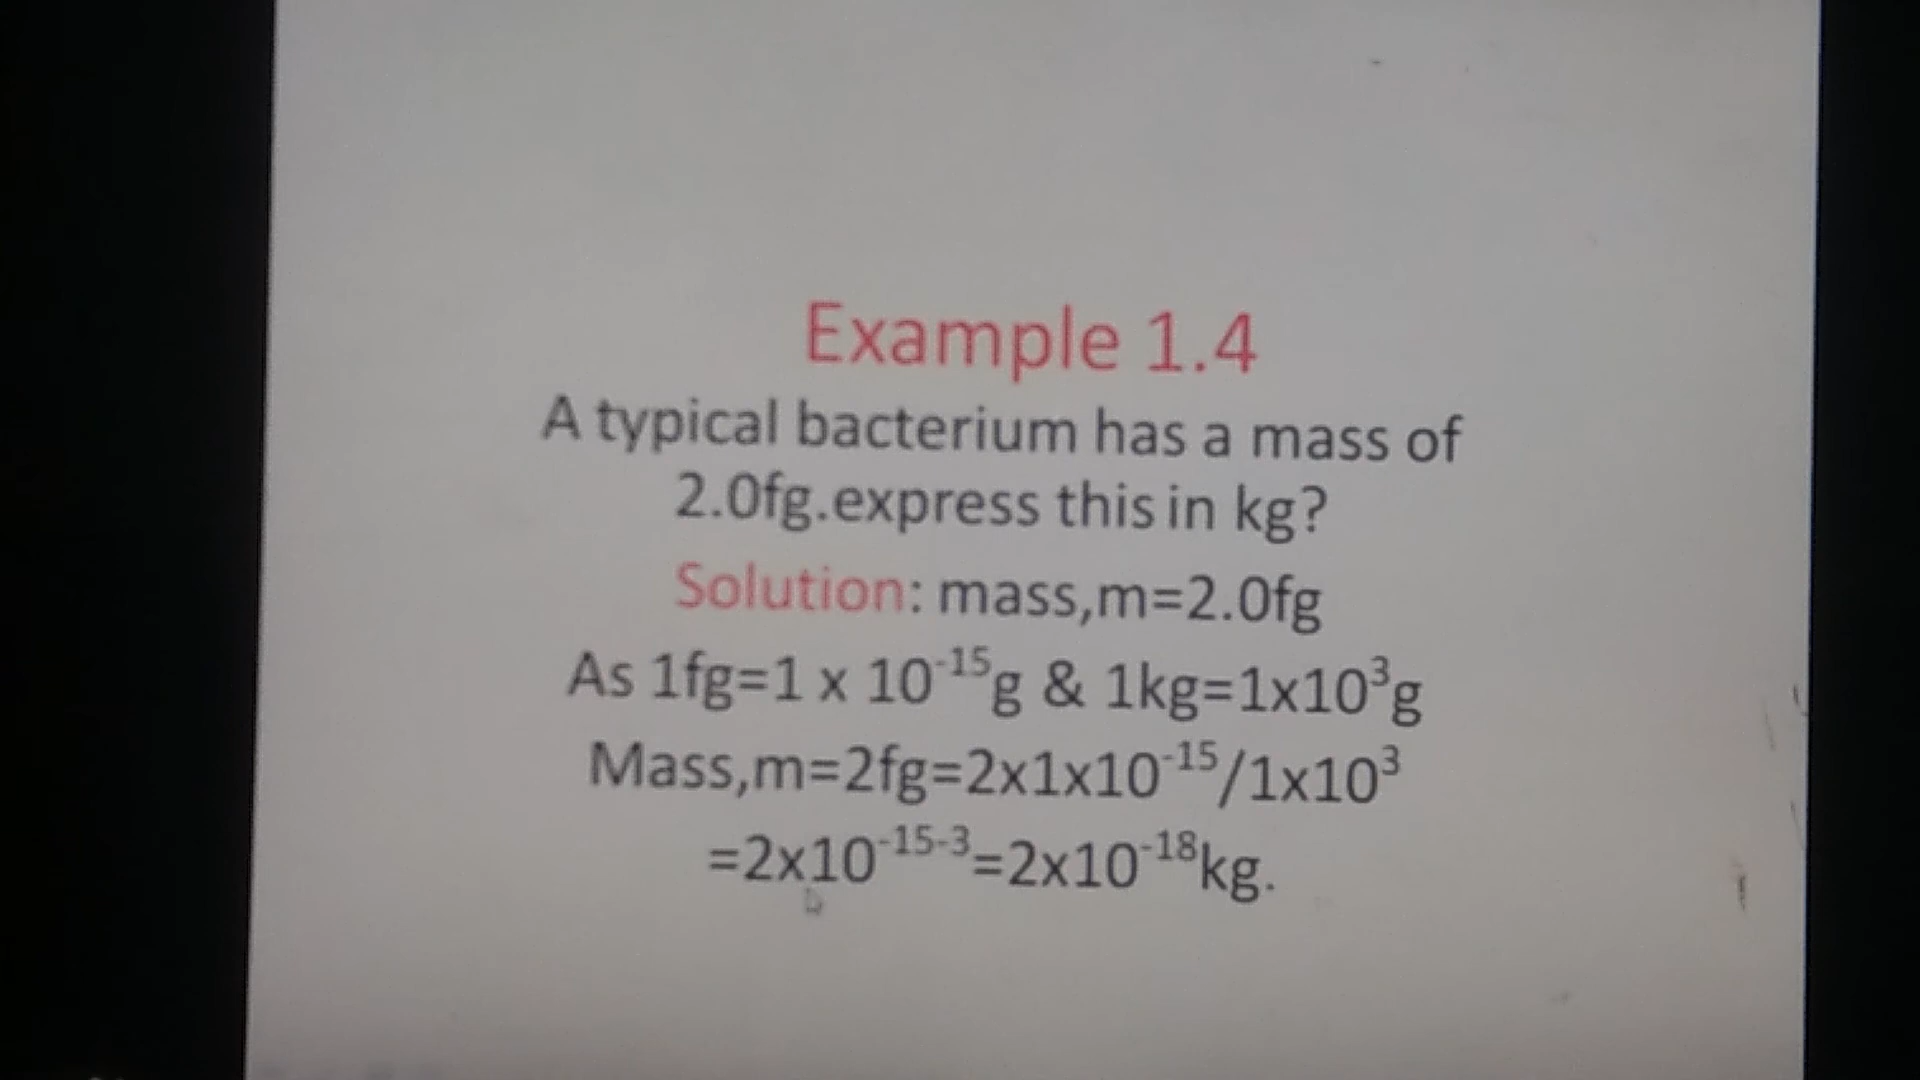 Example 1.4
A typical bacterium has a mass of
2.0fg.express this in kg?
Solution: mass,m=2.0fg
As 1fg=1 x 10⁻¹⁵g & 1kg=1x10³g
Mass,m=2fg=2x1x10⁻¹⁵/1x10³
=2x10⁻¹⁵⁻³=2x10⁻¹⁸kg.